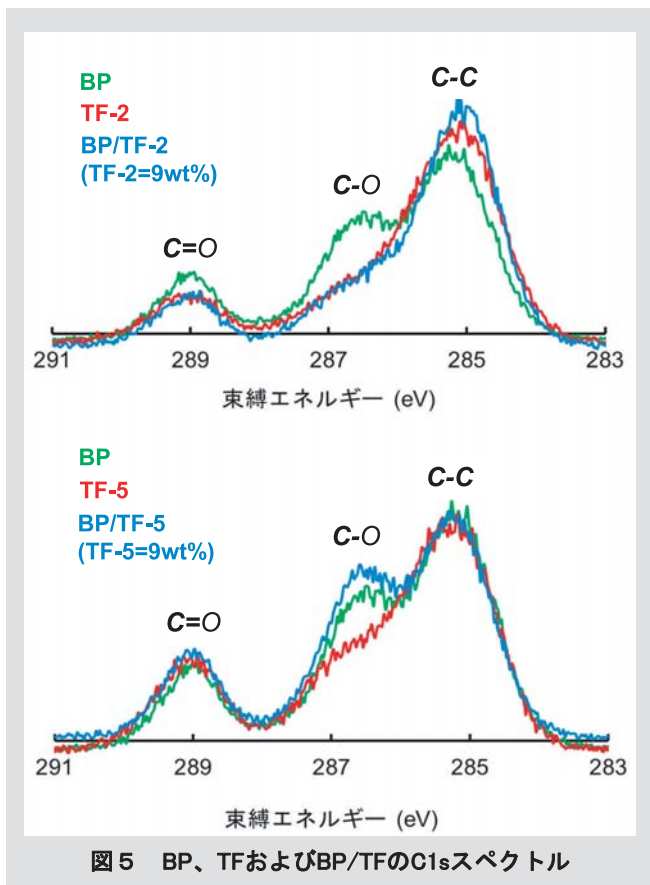 BP
TF-2
BP/TF-2
(TF-2=9wt%)
C-C
C-O
C=O
291 289 287 285 283
束縛エネルギー (eV)
BP
TF-5
BP/TF-5
(TF-5=9wt%)
C-C
C-O
C=O
291 289 287 285 283
束縛エネルギー (eV)
図5 BP、TFおよびBP/TFのC1sスペクトル